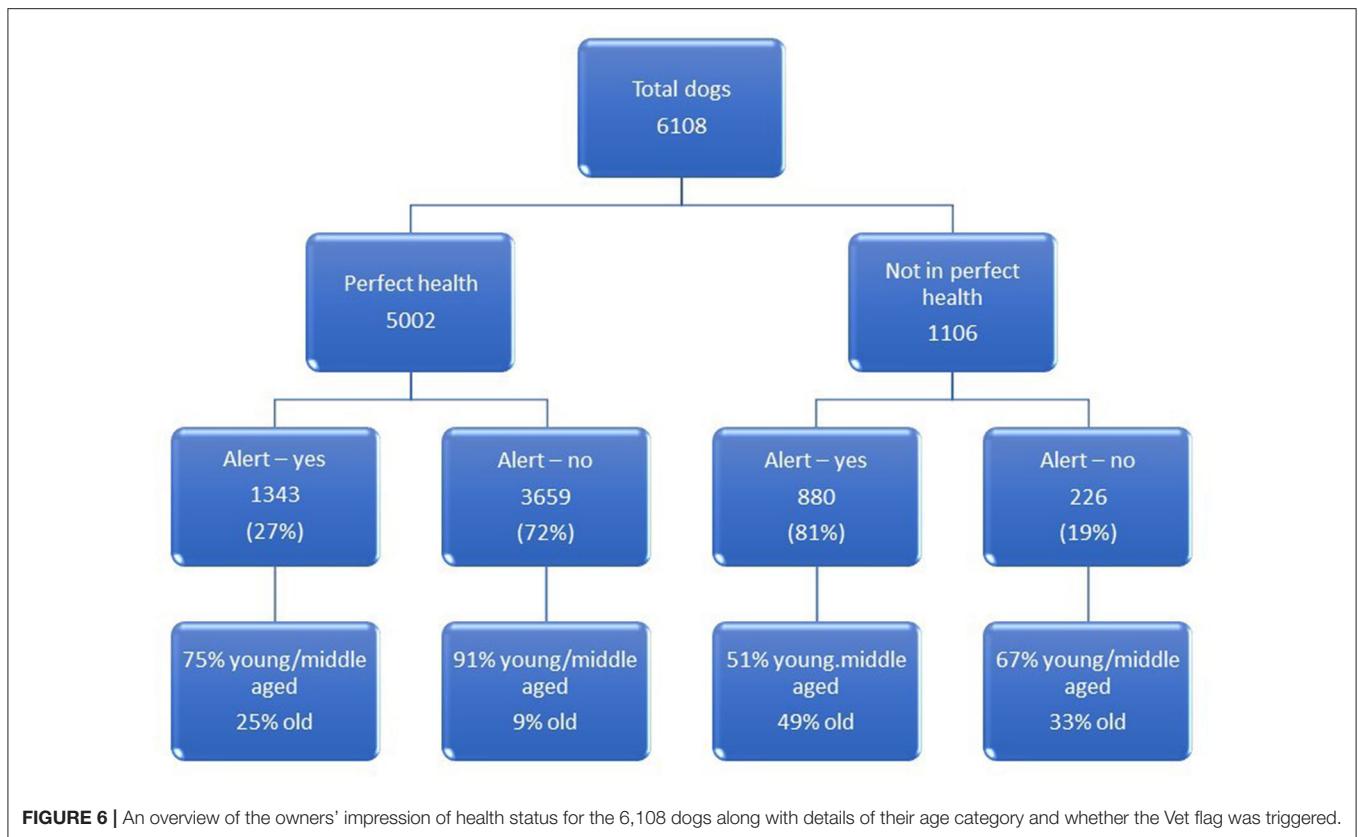 Total dogs
6108
Perfect health
5002
Not in perfect
health
1106
Alert – yes
1343
(27%)
Alert – no
3659
(72%)
Alert – yes
880
(81%)
Alert – no
226
(19%)
75% young/middle
aged
25% old
91% young/middle
aged
9% old
51% young.middle
aged
49% old
67% young/middle
aged
33% old
FIGURE 6 | An overview of the owners’ impression of health status for the 6,108 dogs along with details of their age category and whether the Vet flag was triggered.